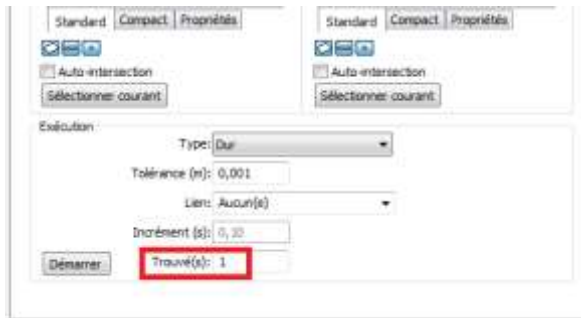 Standard Compact Propriétés Standard Compact Propriétés
Auto-intersection Auto-intersection
Sélectionner courant Sélectionner courant
Exécution
Type: Dur
Tolérance (m): 0,001
Lien: Aucun(e)
Incrément (s): 0,10
Démarrer Trouvé(s): 1